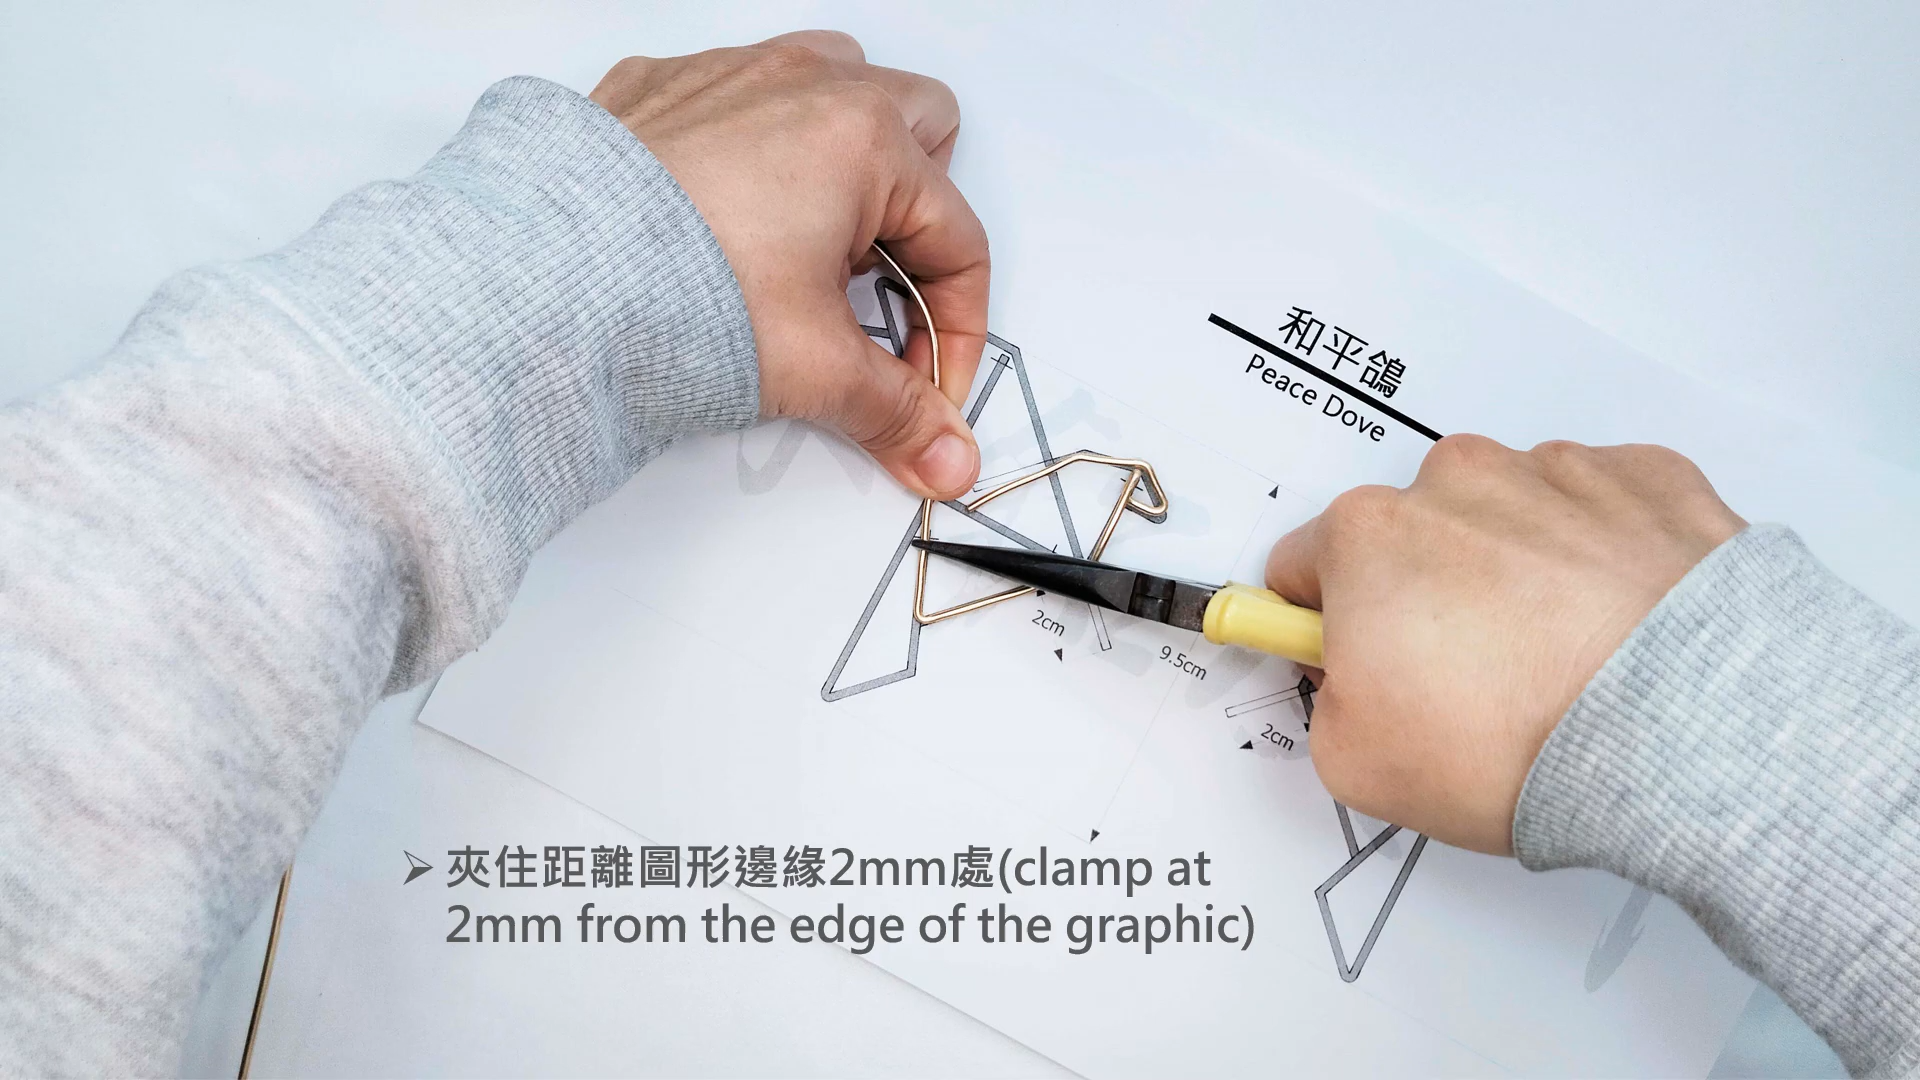 和平鴿
Peace Dove
2cm
9.5cm
2cm
➢ 夾住距離圖形邊緣2mm處(clamp at
2mm from the edge of the graphic)